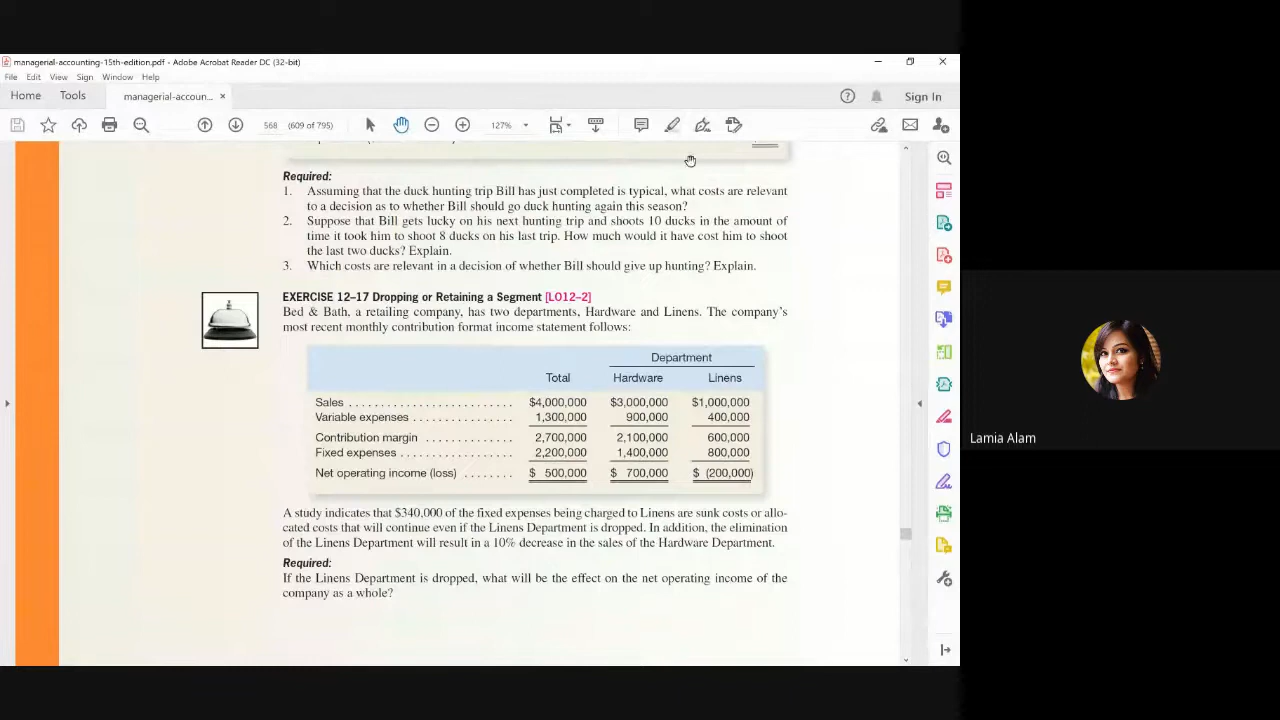 managerial-accounting-15th-edition.pdf - Adobe Acrobat Reader DC (32-bit)
File Edit View Sign Window Help
Home Tools managerial-accoun... × Sign In
568 (609 of 795) 127%
Required:
1. Assuming that the duck hunting trip Bill has just completed is typical, what costs are relevant
to a decision as to whether Bill should go duck hunting again this season?
2. Suppose that Bill gets lucky on his next hunting trip and shoots 10 ducks in the amount of
time it took him to shoot 8 ducks on his last trip. How much would it have cost him to shoot
the last two ducks? Explain.
3. Which costs are relevant in a decision of whether Bill should give up hunting? Explain.
EXERCISE 12–17 Dropping or Retaining a Segment [LO12–2]
Bed & Bath, a retailing company, has two departments, Hardware and Linens. The company's
most recent monthly contribution format income statement follows:
Department
Total Hardware Linens
Sales . . . . . . . . . . . . . . . . . . . . . . . . . $4,000,000 $3,000,000 $1,000,000
Variable expenses . . . . . . . . . . . . . . . 1,300,000 900,000 400,000
Contribution margin . . . . . . . . . . . . . 2,700,000 2,100,000 600,000
Fixed expenses . . . . . . . . . . . . . . . . . 2,200,000 1,400,000 800,000
Net operating income (loss) . . . . . . . . $ 500,000 $ 700,000 $ (200,000)
A study indicates that $340,000 of the fixed expenses being charged to Linens are sunk costs or allo-
cated costs that will continue even if the Linens Department is dropped. In addition, the elimination
of the Linens Department will result in a 10% decrease in the sales of the Hardware Department.
Required:
If the Linens Department is dropped, what will be the effect on the net operating income of the
company as a whole?
Lamia Alam